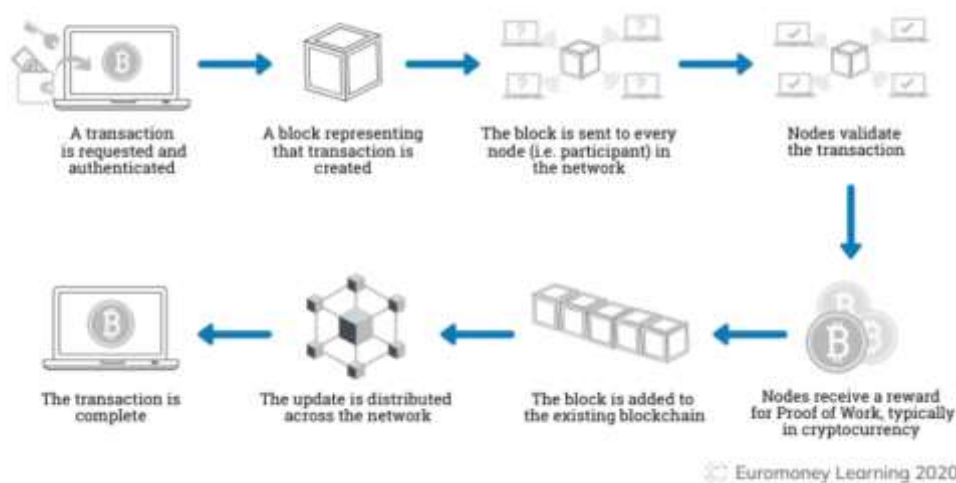 A transaction
is requested and
authenticated
A block representing
that transaction is
created
The block is sent to every
node (i.e. participant) in
the network
Nodes validate
the transaction
Nodes receive a reward
for Proof of Work, typically
in cryptocurrency
The block is added to
the existing blockchain
The update is distributed
across the network
The transaction is
complete
Euromoney Learning 2020